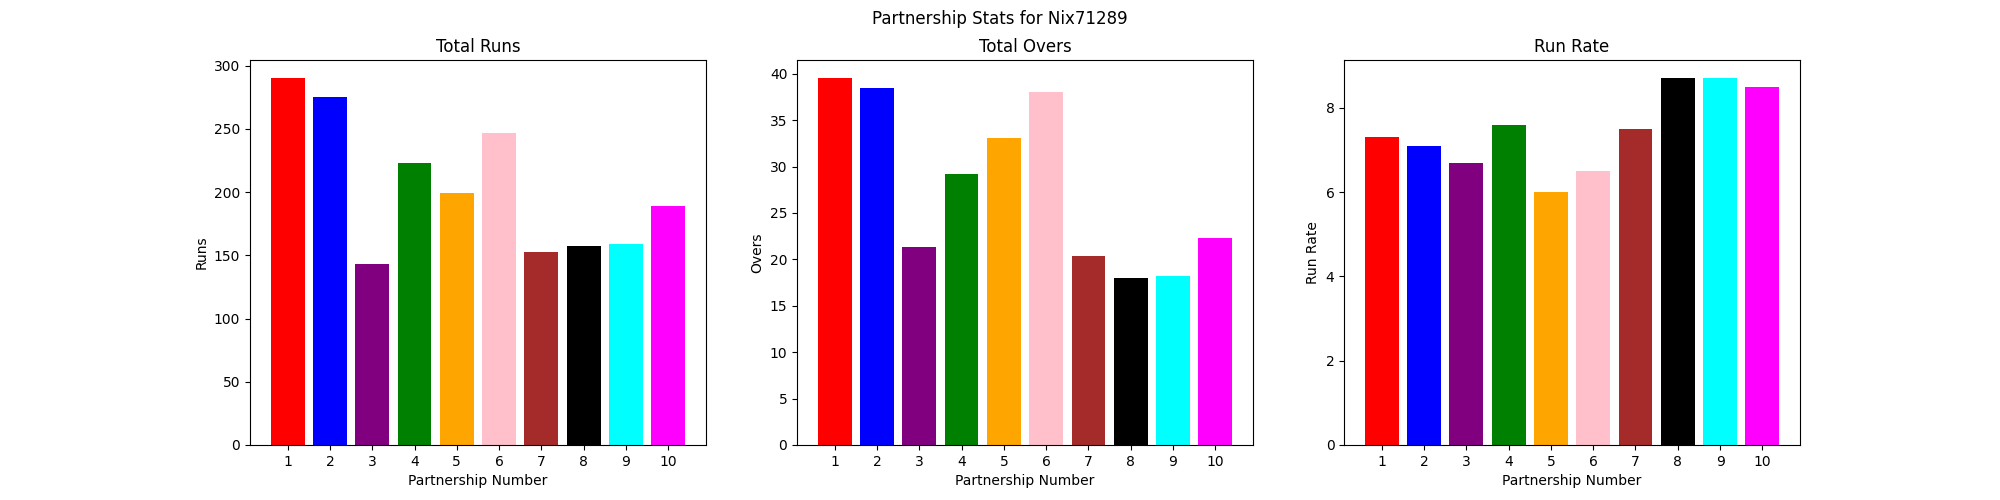 Partnership Stats for Nix71289
Total Runs
300
250
200
150
100
50
0
Runs
1 2 3 4 5 6 7 8 9 10
Partnership Number
Total Overs
40
35
30
25
20
15
10
5
0
Overs
1 2 3 4 5 6 7 8 9 10
Partnership Number
Run Rate
8
6
4
2
0
Run Rate
1 2 3 4 5 6 7 8 9 10
Partnership Number